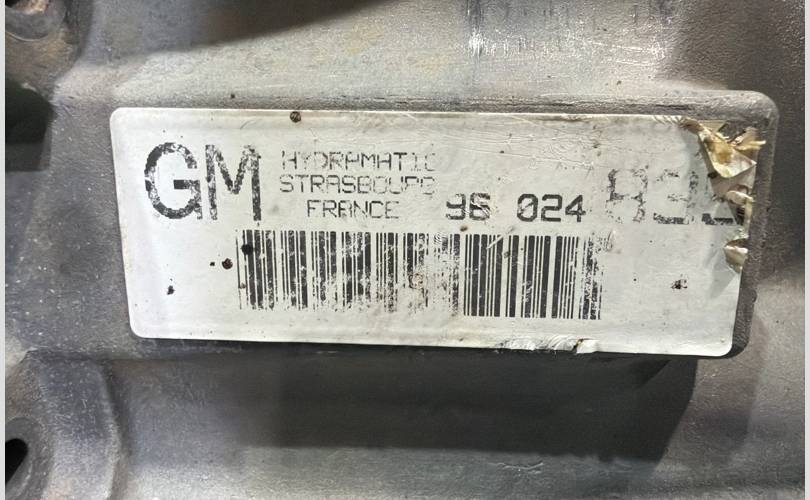 GM
HYDRAMATIC
STRASBOURG
FRANCE 96 024